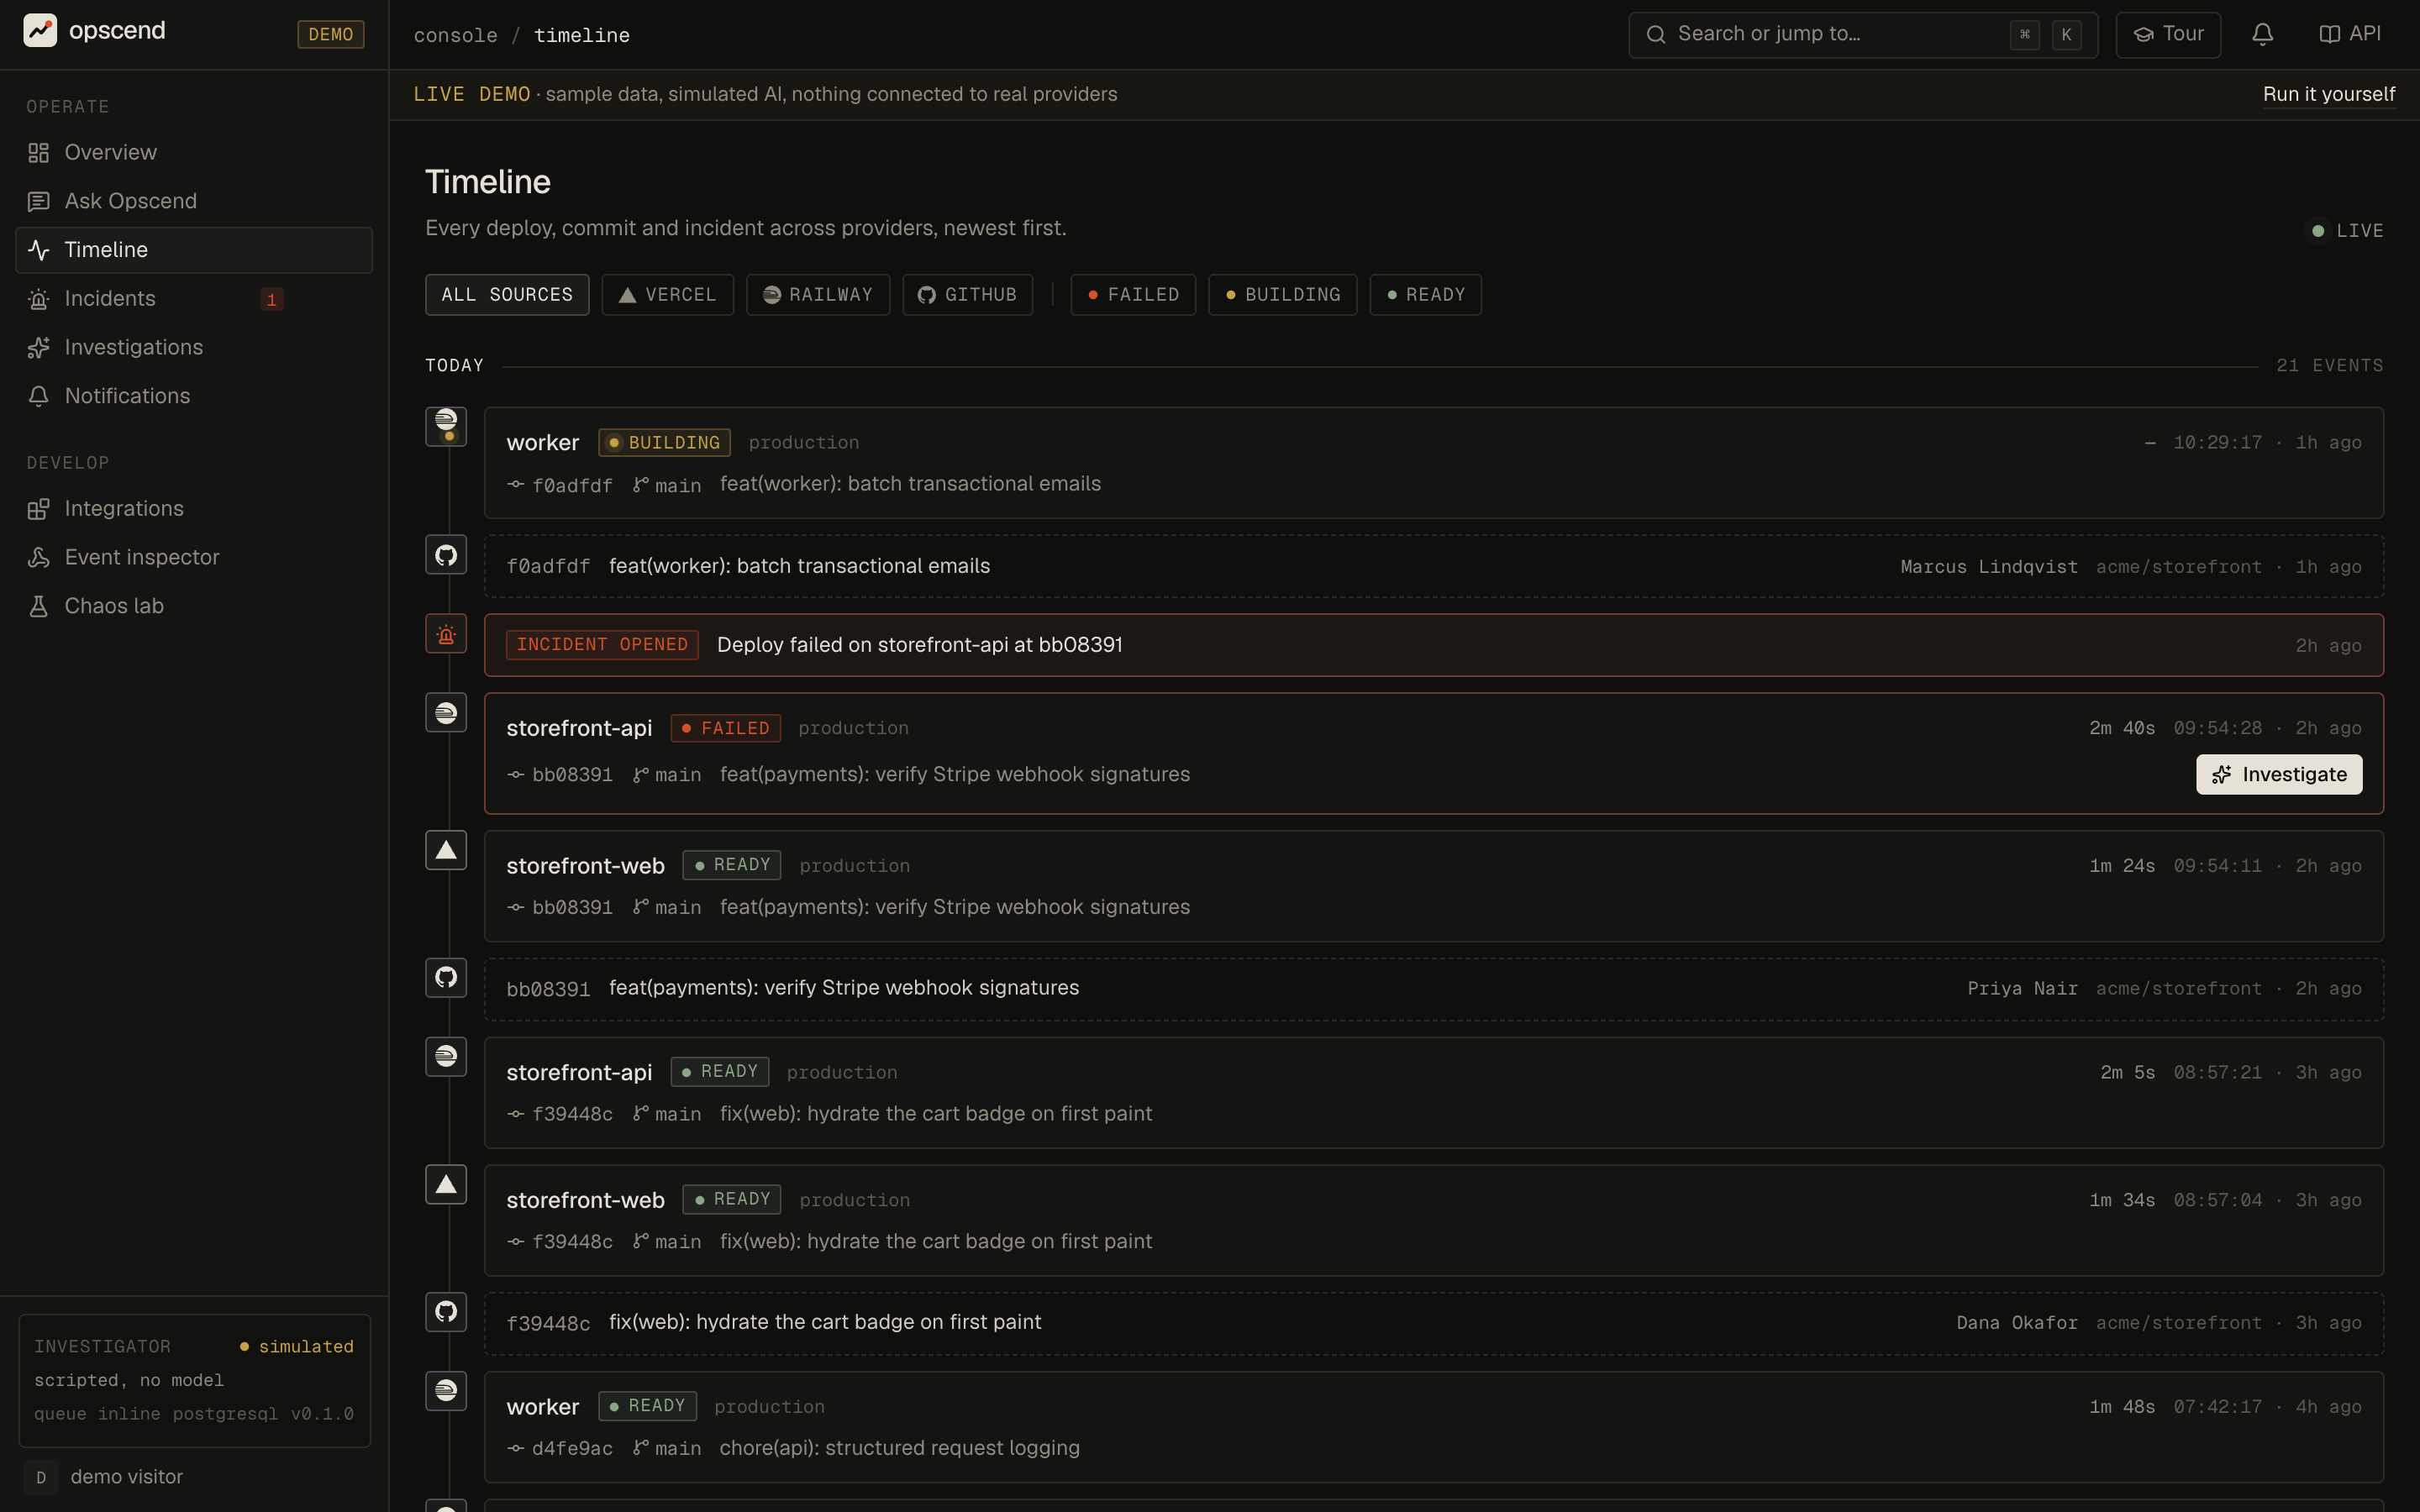 opscend DEMO
console / timeline
Search or jump to… ⌘ K
Tour
API
LIVE DEMO · sample data, simulated AI, nothing connected to real providers
Run it yourself
OPERATE
Overview
Ask Opscend
Timeline
Incidents 1
Investigations
Notifications
DEVELOP
Integrations
Event inspector
Chaos lab
INVESTIGATOR simulated
scripted, no model
queue inline postgresql v0.1.0
D demo visitor
Timeline
Every deploy, commit and incident across providers, newest first.
LIVE
ALL SOURCES VERCEL RAILWAY GITHUB FAILED BUILDING READY
TODAY 21 EVENTS
worker BUILDING production – 10:29:17 · 1h ago
f0adfdf main feat(worker): batch transactional emails
f0adfdf feat(worker): batch transactional emails Marcus Lindqvist acme/storefront · 1h ago
INCIDENT OPENED Deploy failed on storefront-api at bb08391 2h ago
storefront-api FAILED production 2m 40s 09:54:28 · 2h ago
bb08391 main feat(payments): verify Stripe webhook signatures Investigate
storefront-web READY production 1m 24s 09:54:11 · 2h ago
bb08391 main feat(payments): verify Stripe webhook signatures
bb08391 feat(payments): verify Stripe webhook signatures Priya Nair acme/storefront · 2h ago
storefront-api READY production 2m 5s 08:57:21 · 3h ago
f39448c main fix(web): hydrate the cart badge on first paint
storefront-web READY production 1m 34s 08:57:04 · 3h ago
f39448c main fix(web): hydrate the cart badge on first paint
f39448c fix(web): hydrate the cart badge on first paint Dana Okafor acme/storefront · 3h ago
worker READY production 1m 48s 07:42:17 · 4h ago
d4fe9ac main chore(api): structured request logging